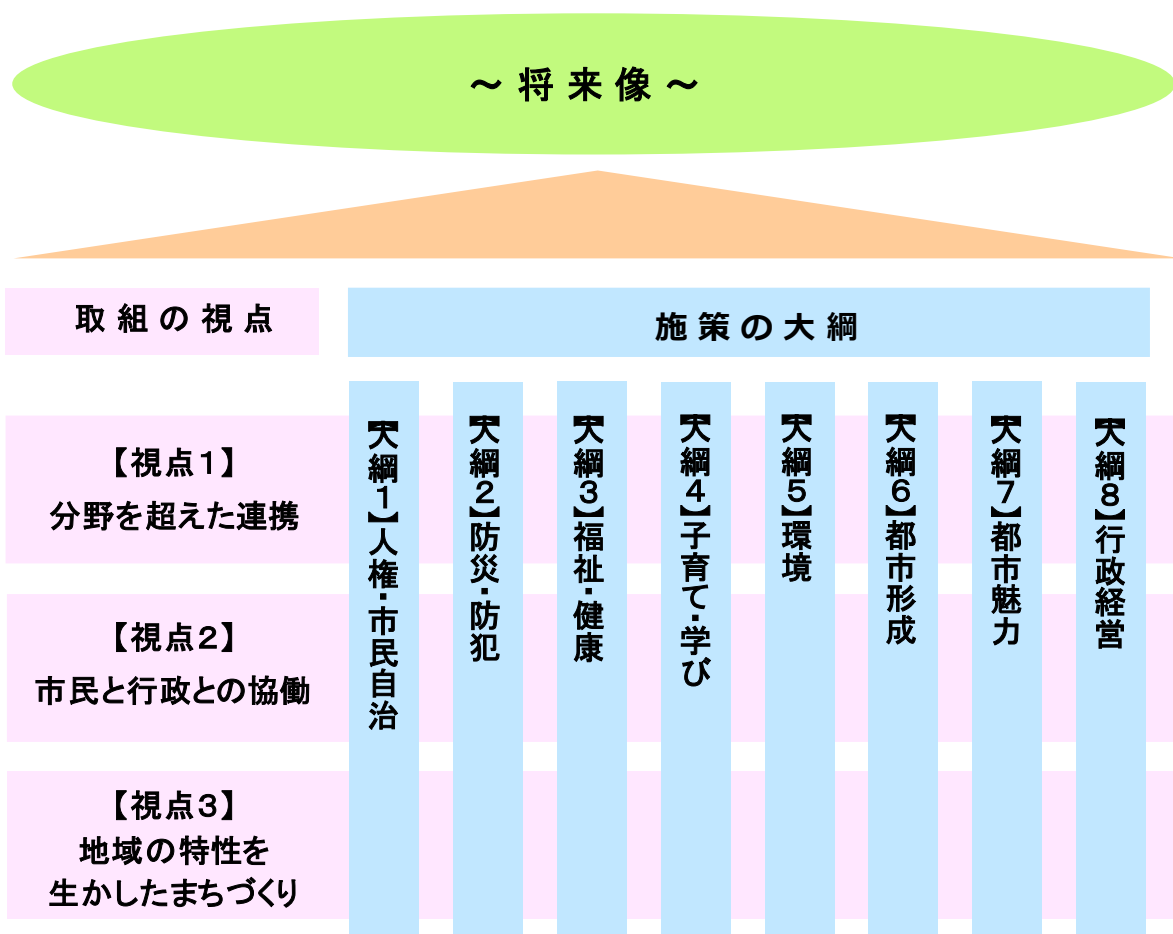 ～将来像～
取組の視点
施策の大綱
【視点１】
分野を超えた連携
【視点２】
市民と行政との協働
【視点３】
地域の特性を
生かしたまちづくり
【大綱１】人権・市民自治
【大綱２】防災・防犯
【大綱３】福祉・健康
【大綱４】子育て・学び
【大綱５】環境
【大綱６】都市形成
【大綱７】都市魅力
【大綱８】行政経営